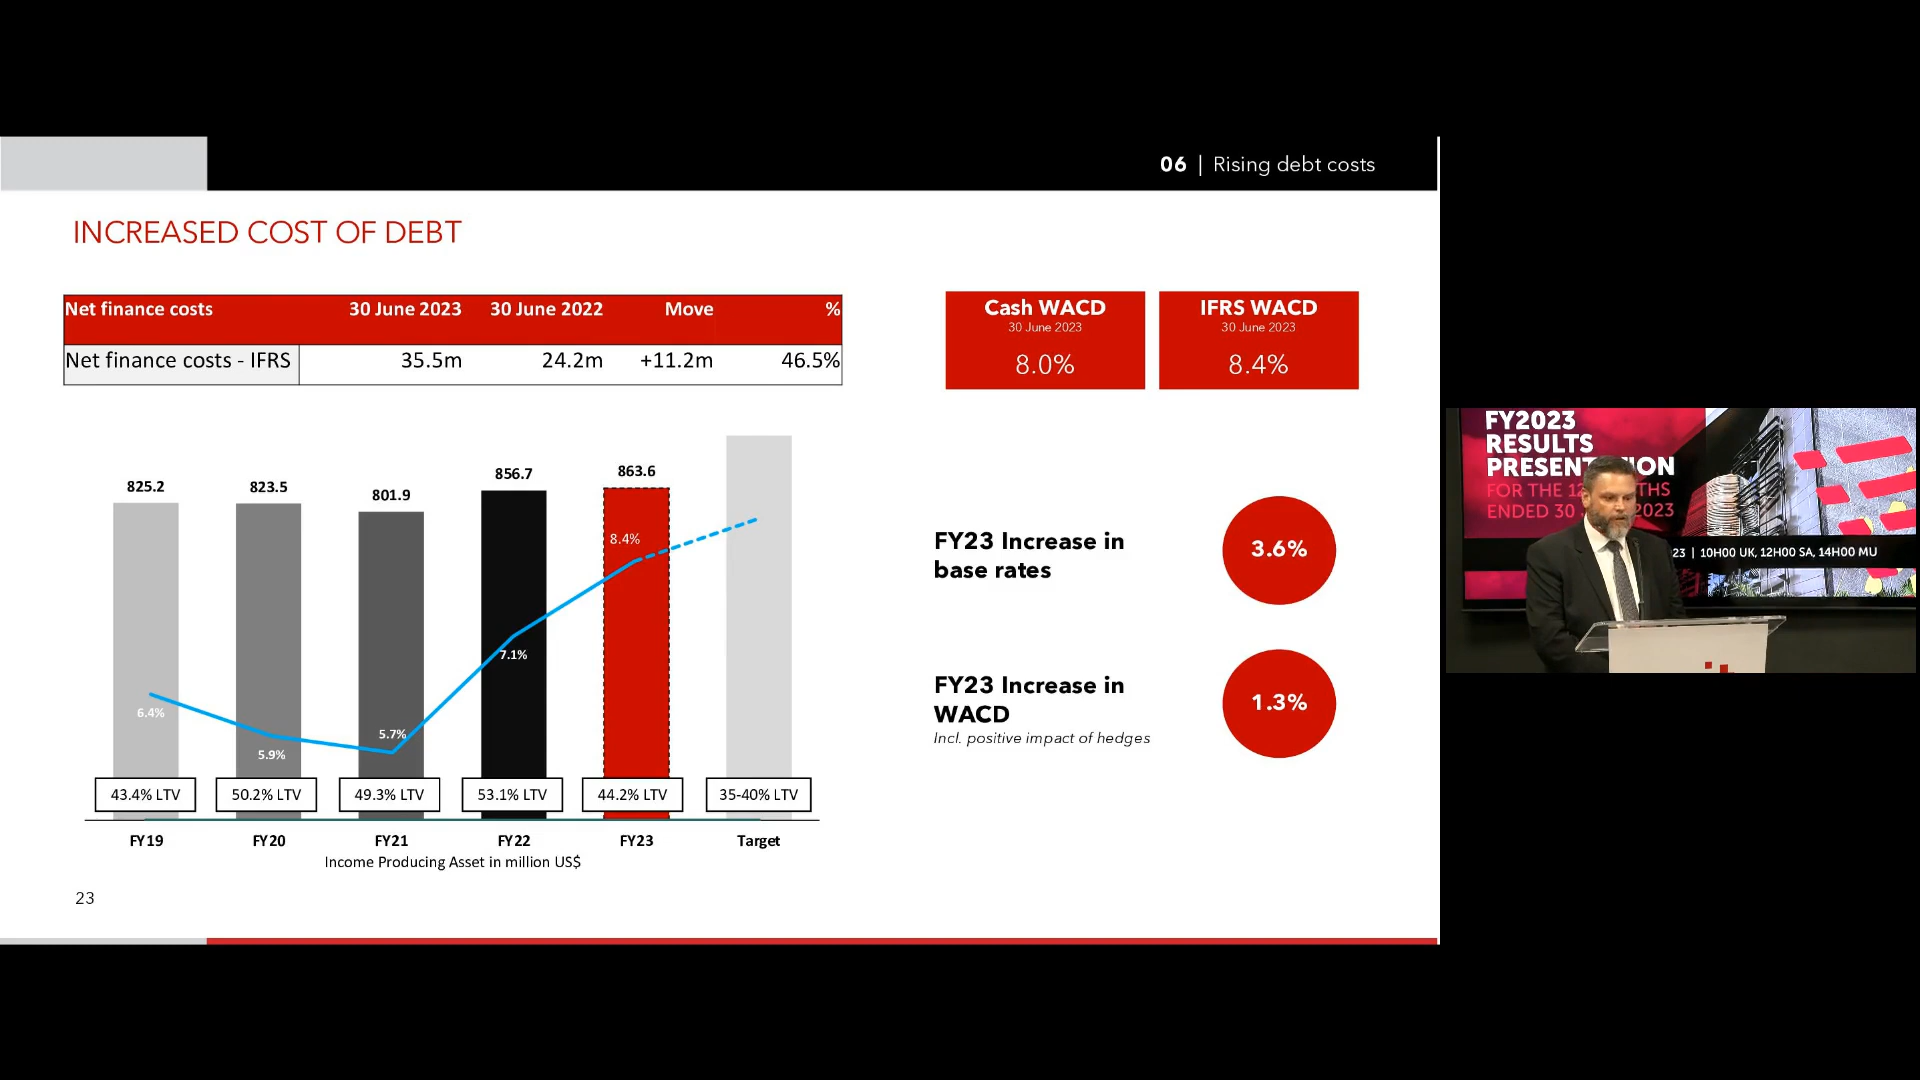 06 | Rising debt costs
INCREASED COST OF DEBT
Net finance costs 30 June 2023 30 June 2022 Move %
Net finance costs - IFRS 35.5m 24.2m +11.2m 46.5%
Cash WACD
30 June 2023
8.0%
IFRS WACD
30 June 2023
8.4%
825.2 823.5 801.9 856.7 863.6
6.4% 5.9% 5.7% 7.1% 8.4%
43.4% LTV 50.2% LTV 49.3% LTV 53.1% LTV 44.2% LTV 35-40% LTV
FY19 FY20 FY21 FY22 FY23 Target
Income Producing Asset in million US$
FY23 Increase in
base rates
3.6%
FY23 Increase in
WACD
Incl. positive impact of hedges
1.3%
23
FY2023
RESULTS
FOR THE
ENDED 30 2023
23 | 10H00 UK, 12H00 SA, 14H00 MU